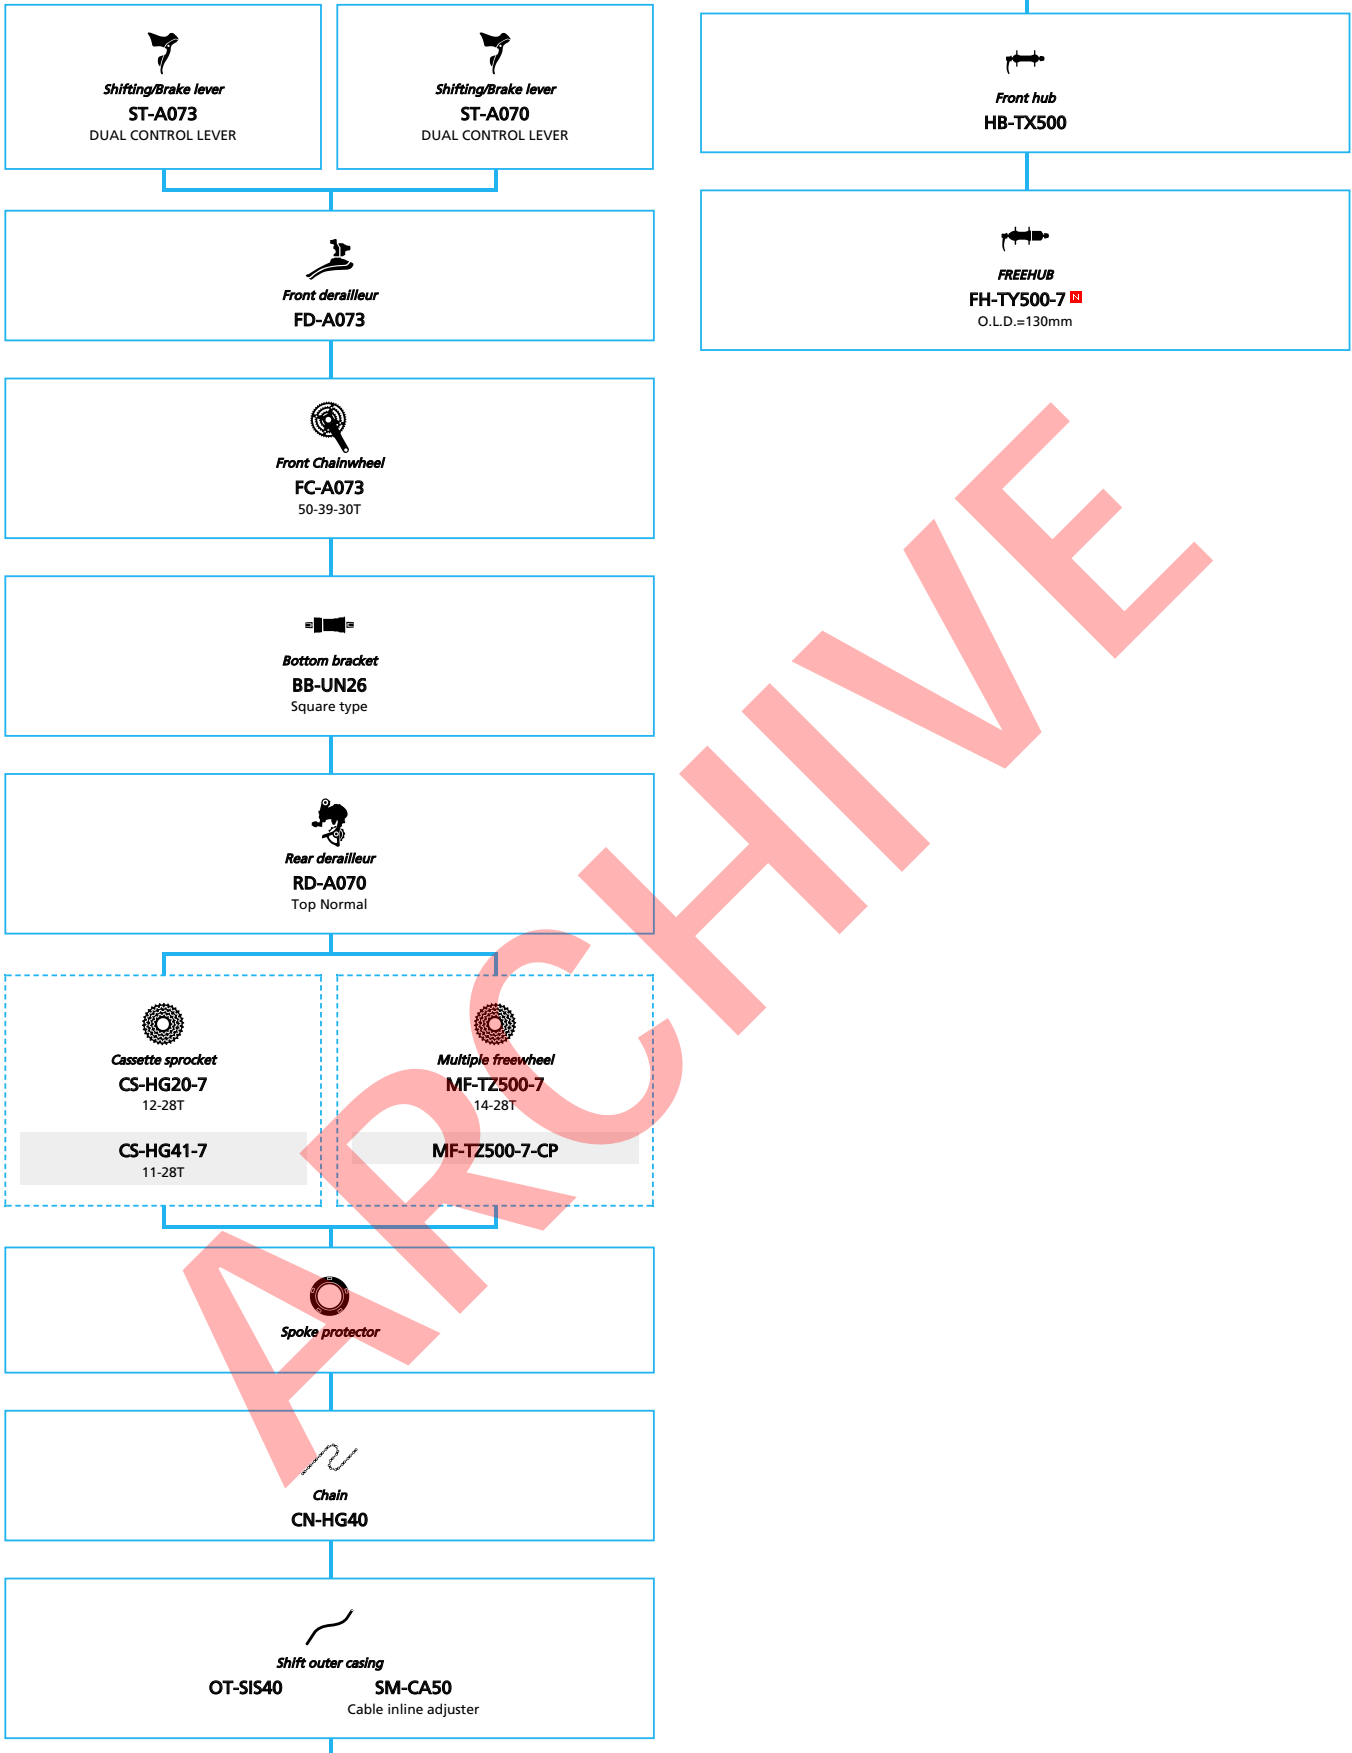 Shifting/Brake lever
ST-A073
DUAL CONTROL LEVER
Shifting/Brake lever
ST-A070
DUAL CONTROL LEVER
Front derailleur
FD-A073
Front Chainwheel
FC-A073
50-39-30T
Bottom bracket
BB-UN26
Square type
Rear derailleur
RD-A070
Top Normal
Cassette sprocket
CS-HG20-7
12-28T
CS-HG41-7
11-28T
Multiple freewheel
MF-TZ500-7
14-28T
MF-TZ500-7-CP
Spoke protector
Chain
CN-HG40
Shift outer casing
OT-SIS40
SM-CA50
Cable inline adjuster
Front hub
HB-TX500
FREEHUB
FH-TY500-7 N
O.L.D.=130mm
ARCHIVE